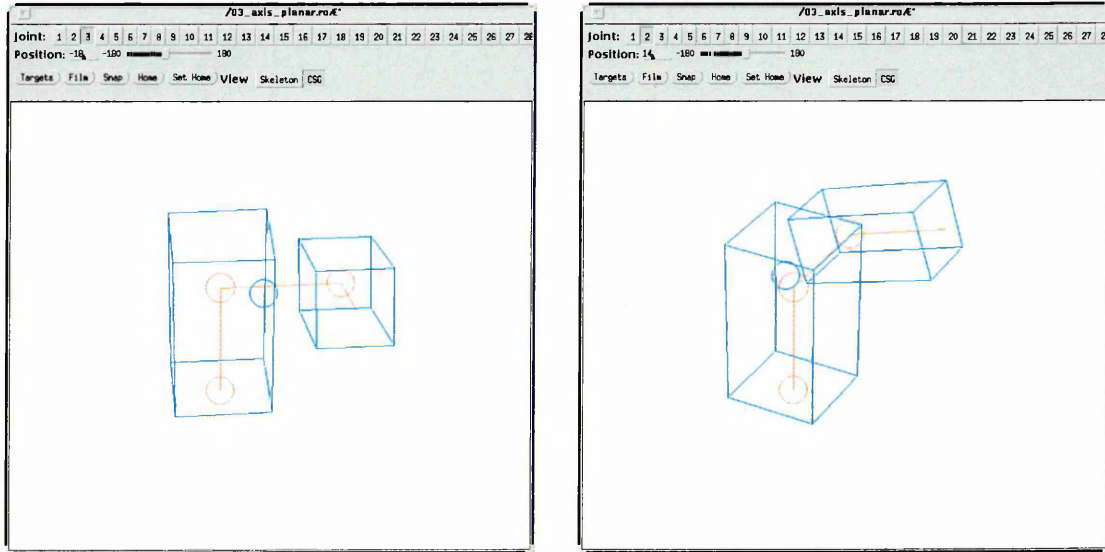 /03_axis_planar.roÆ*
Joint: 1 2 3 4 5 6 7 8 9 10 11 12 13 14 15 16 17 18 19 20 21 22 23 24 25 26 27 28
Position: -18 -180 180
Targets Film Snap Home Set Home View Skeleton CSG
/03_axis_planar.roÆ*
Joint: 1 2 3 4 5 6 7 8 9 10 11 12 13 14 15 16 17 18 19 20 21 22 23 24 25 26 27
Position: 14 -180 180
Targets Film Snap Home Set Home View Skeleton CSG